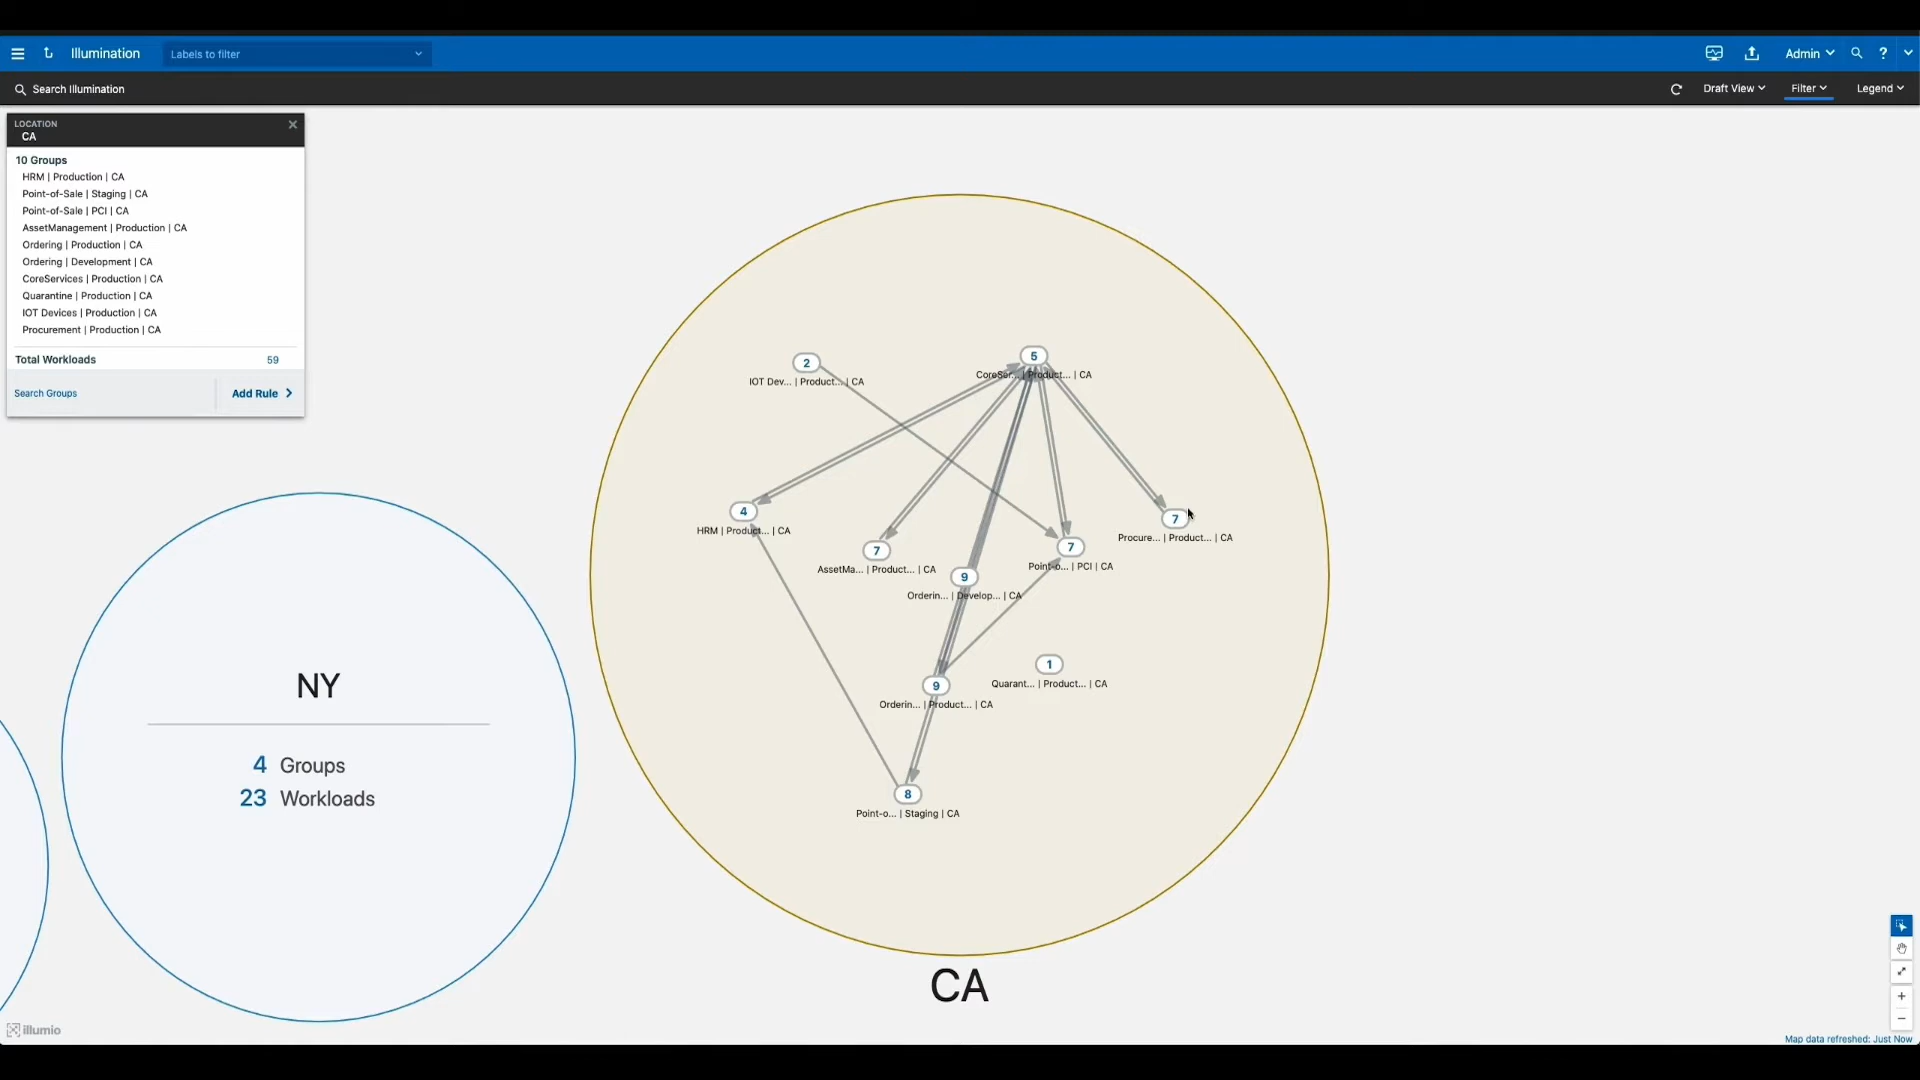 Illumination
Labels to filter
Admin
?
Search Illumination
Draft View
Filter
Legend
LOCATION
CA
10 Groups
HRM | Production | CA
Point-of-Sale | Staging | CA
Point-of-Sale | PCI | CA
AssetManagement | Production | CA
Ordering | Production | CA
Ordering | Development | CA
CoreServices | Production | CA
Quarantine | Production | CA
IOT Devices | Production | CA
Procurement | Production | CA
Total Workloads 59
Search Groups
Add Rule
2
IOT Dev... | Product... | CA
5
CoreSer... | Product... | CA
4
HRM | Product... | CA
7
AssetMa... | Product... | CA
7
Point-o... | PCI | CA
7
Procure... | Product... | CA
9
Orderin... | Develop... | CA
1
Quarant... | Product... | CA
9
Orderin... | Product... | CA
8
Point-o... | Staging | CA
NY
4 Groups
23 Workloads
CA
illumio
Map data refreshed: Just Now